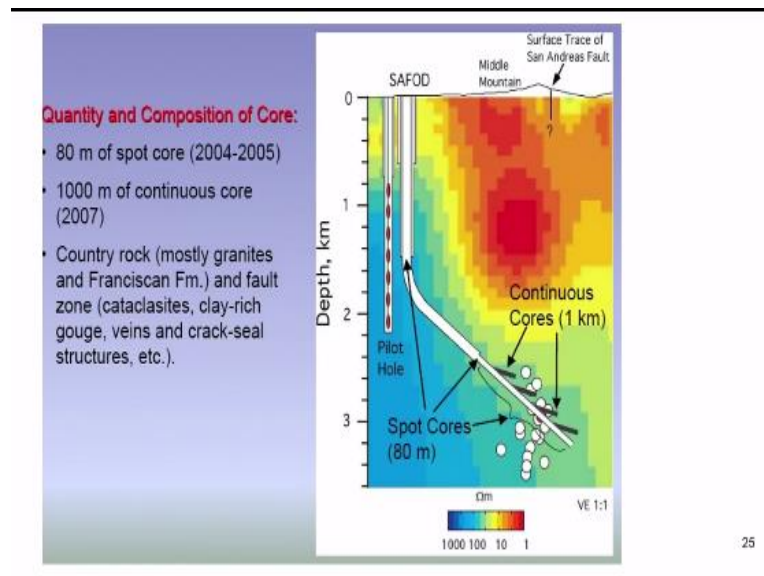 Quantity and Composition of Core:
• 80 m of spot core (2004-2005)
• 1000 m of continuous core
(2007)
• Country rock (mostly granites
and Franciscan Fm.) and fault
zone (cataclasites, clay-rich
gouge, veins and crack-seal
structures, etc.).
Surface Trace of
San Andreas Fault
Middle
Mountain
SAFOD
0
?
1
Depth, km
Continuous
Cores (1 km)
2
Pilot
Hole
3
Spot Cores
(80 m)
Ωm
VE 1:1
1000 100 10 1
25